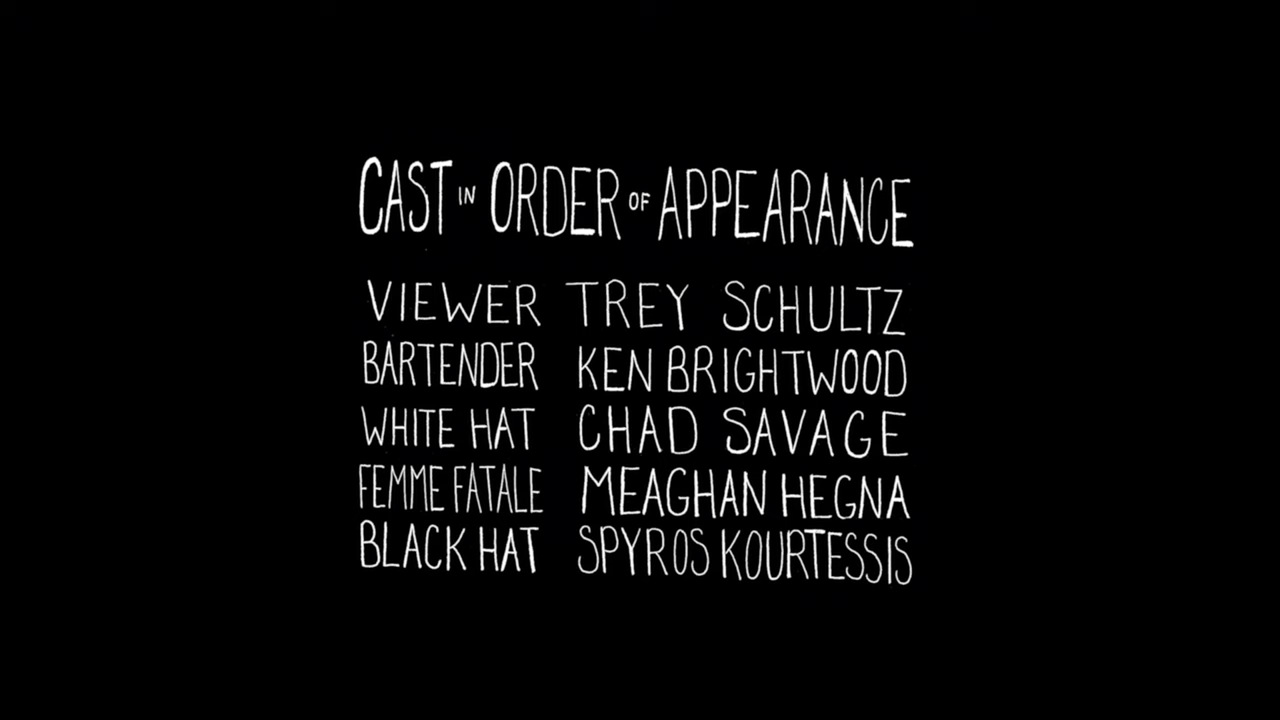 CAST IN ORDER OF APPEARANCE
VIEWER TREY SCHULTZ
BARTENDER KEN BRIGHTWOOD
WHITE HAT CHAD SAVAGE
FEMME FATALE MEAGHAN HEGNA
BLACK HAT SPYROS KOURTESSIS